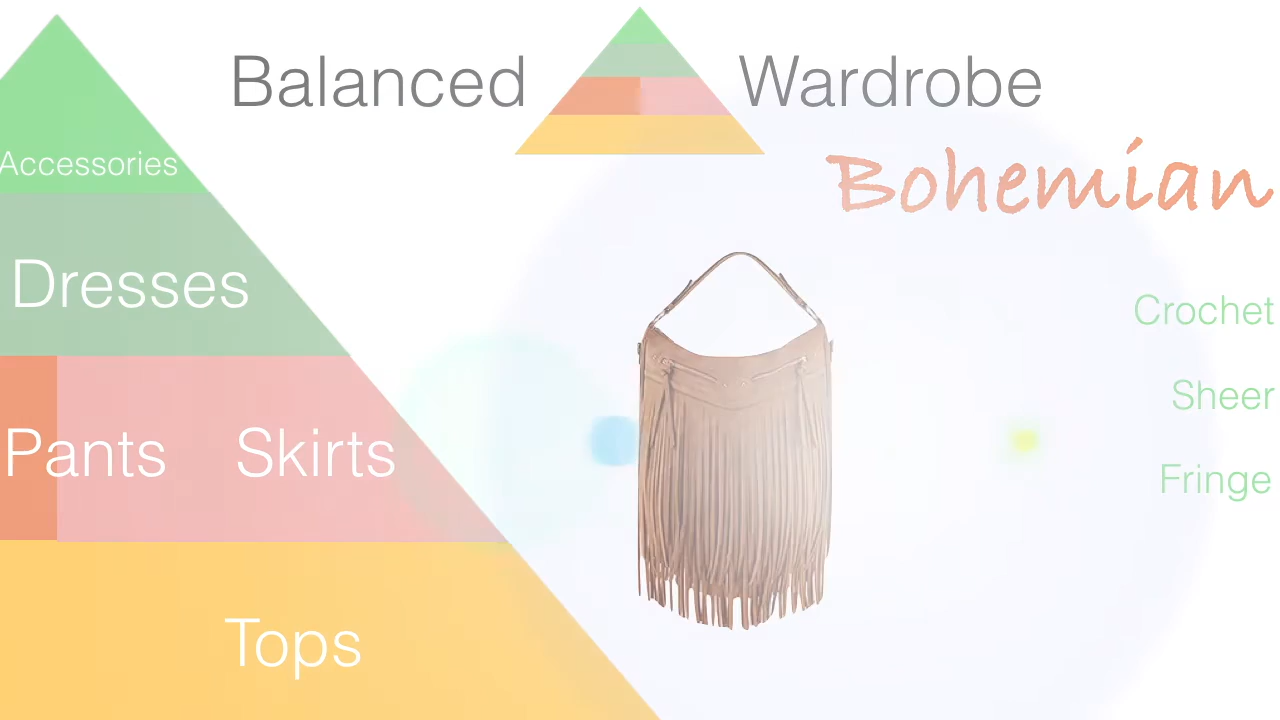 Balanced Wardrobe
Bohemian
Accessories
Dresses
Pants Skirts
Tops
Crochet
Sheer
Fringe